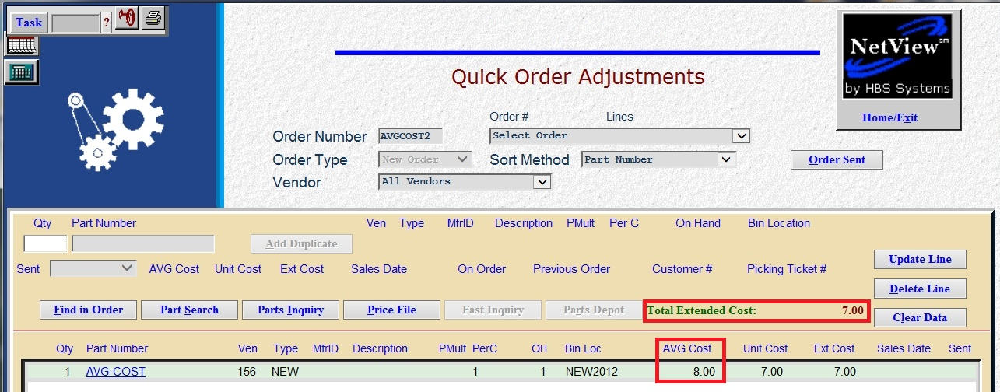 Task ?
NetView SM
by HBS Systems
Home/Exit
Quick Order Adjustments
Order # Lines
Order Number AVGCOST2 Select Order
Order Type New Order Sort Method Part Number Order Sent
Vendor All Vendors
Qty Part Number Ven Type MfrID Description PMult Per C On Hand Bin Location
Add Duplicate
Update Line
Sent AVG Cost Unit Cost Ext Cost Sales Date On Order Previous Order Customer # Picking Ticket #
Delete Line
Find in Order Part Search Parts Inquiry Price File Fast Inquiry Parts Depot Total Extended Cost: 7.00
Clear Data
Qty Part Number Ven Type MfrID Description PMult PerC OH Bin Loc AVG Cost Unit Cost Ext Cost Sales Date Sent
1 AVG-COST 156 NEW 1 1 NEW2012 8.00 7.00 7.00